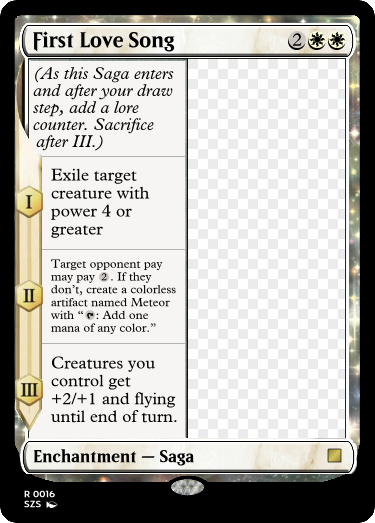 First Love Song 2
(As this Saga enters
and after your draw
step, add a lore
counter. Sacrifice
after III.)
I
Exile target
creature with
power 4 or
greater
II
Target opponent pay
may pay 2. If they
don't, create a colorless
artifact named Meteor
with “: Add one
mana of any color.”
III
Creatures you
control get
+2/+1 and flying
until end of turn.
Enchantment — Saga
R 0016
SZS